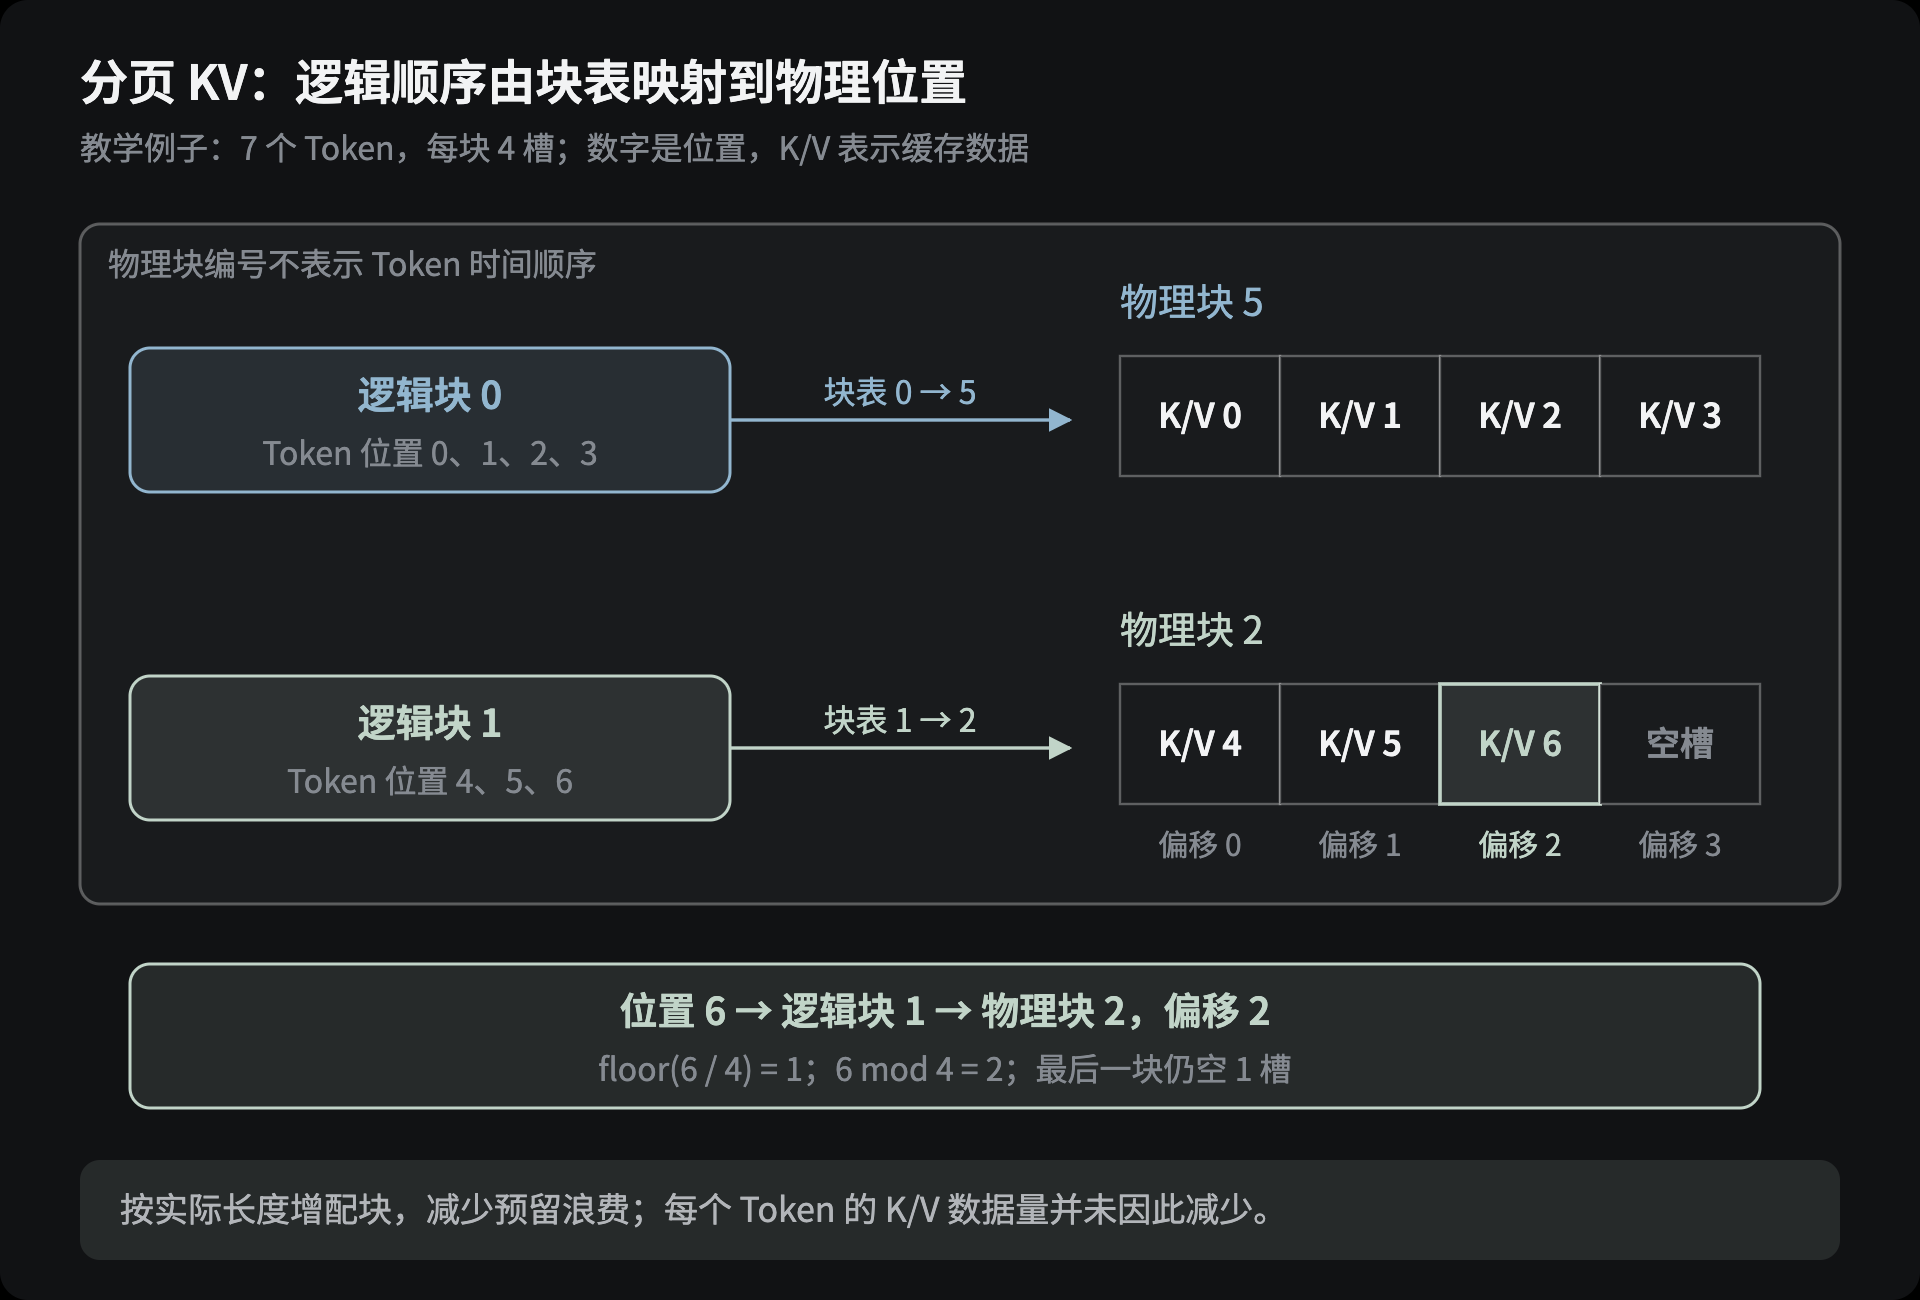 分页 KV：逻辑顺序由块表映射到物理位置
教学例子：7 个 Token，每块 4 槽；数字是位置，K/V 表示缓存数据
物理块编号不表示 Token 时间顺序
物理块 5
逻辑块 0
Token 位置 0、1、2、3
块表 0 → 5
K/V 0
K/V 1
K/V 2
K/V 3
物理块 2
逻辑块 1
Token 位置 4、5、6
块表 1 → 2
K/V 4
K/V 5
K/V 6
空槽
偏移 0
偏移 1
偏移 2
偏移 3
位置 6 → 逻辑块 1 → 物理块 2，偏移 2
floor(6 / 4) = 1；6 mod 4 = 2；最后一块仍空 1 槽
按实际长度增配块，减少预留浪费；每个 Token 的 K/V 数据量并未因此减少。